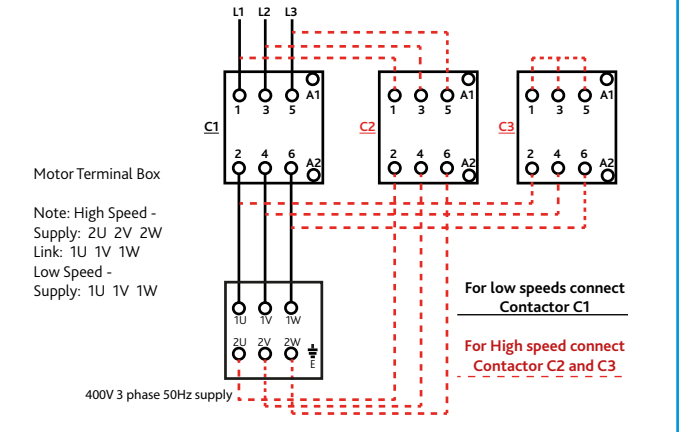 L1 L2 L3
A1 A1 A1
1 3 5 1 3 5 1 3 5
C1 C2 C3
2 4 6 2 4 6 2 4 6
A2 A2 A2
Motor Terminal Box
Note: High Speed -
Supply: 2U 2V 2W
Link: 1U 1V 1W
Low Speed -
Supply: 1U 1V 1W
For low speeds connect
Contactor C1
1U 1V 1W
2U 2V 2W
E
For High speed connect
Contactor C2 and C3
400V 3 phase 50Hz supply